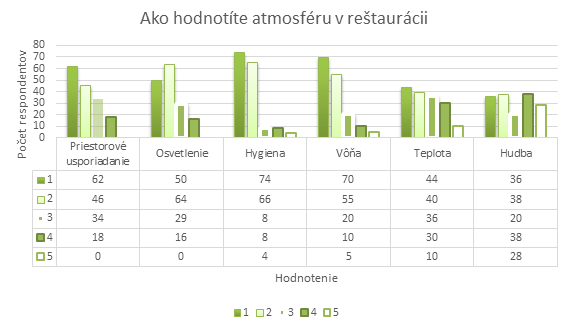 Ako hodnotíte atmosféru v reštaurácii
Počet respondentov
80
70
60
50
40
30
20
10
0
Priestorové usporiadanie Osvetlenie Hygiena Vôňa Teplota Hudba
1 62 50 74 70 44 36
2 46 64 66 55 40 38
3 34 29 8 20 36 20
4 18 16 8 10 30 38
5 0 0 4 5 10 28
Hodnotenie
1 2 3 4 5